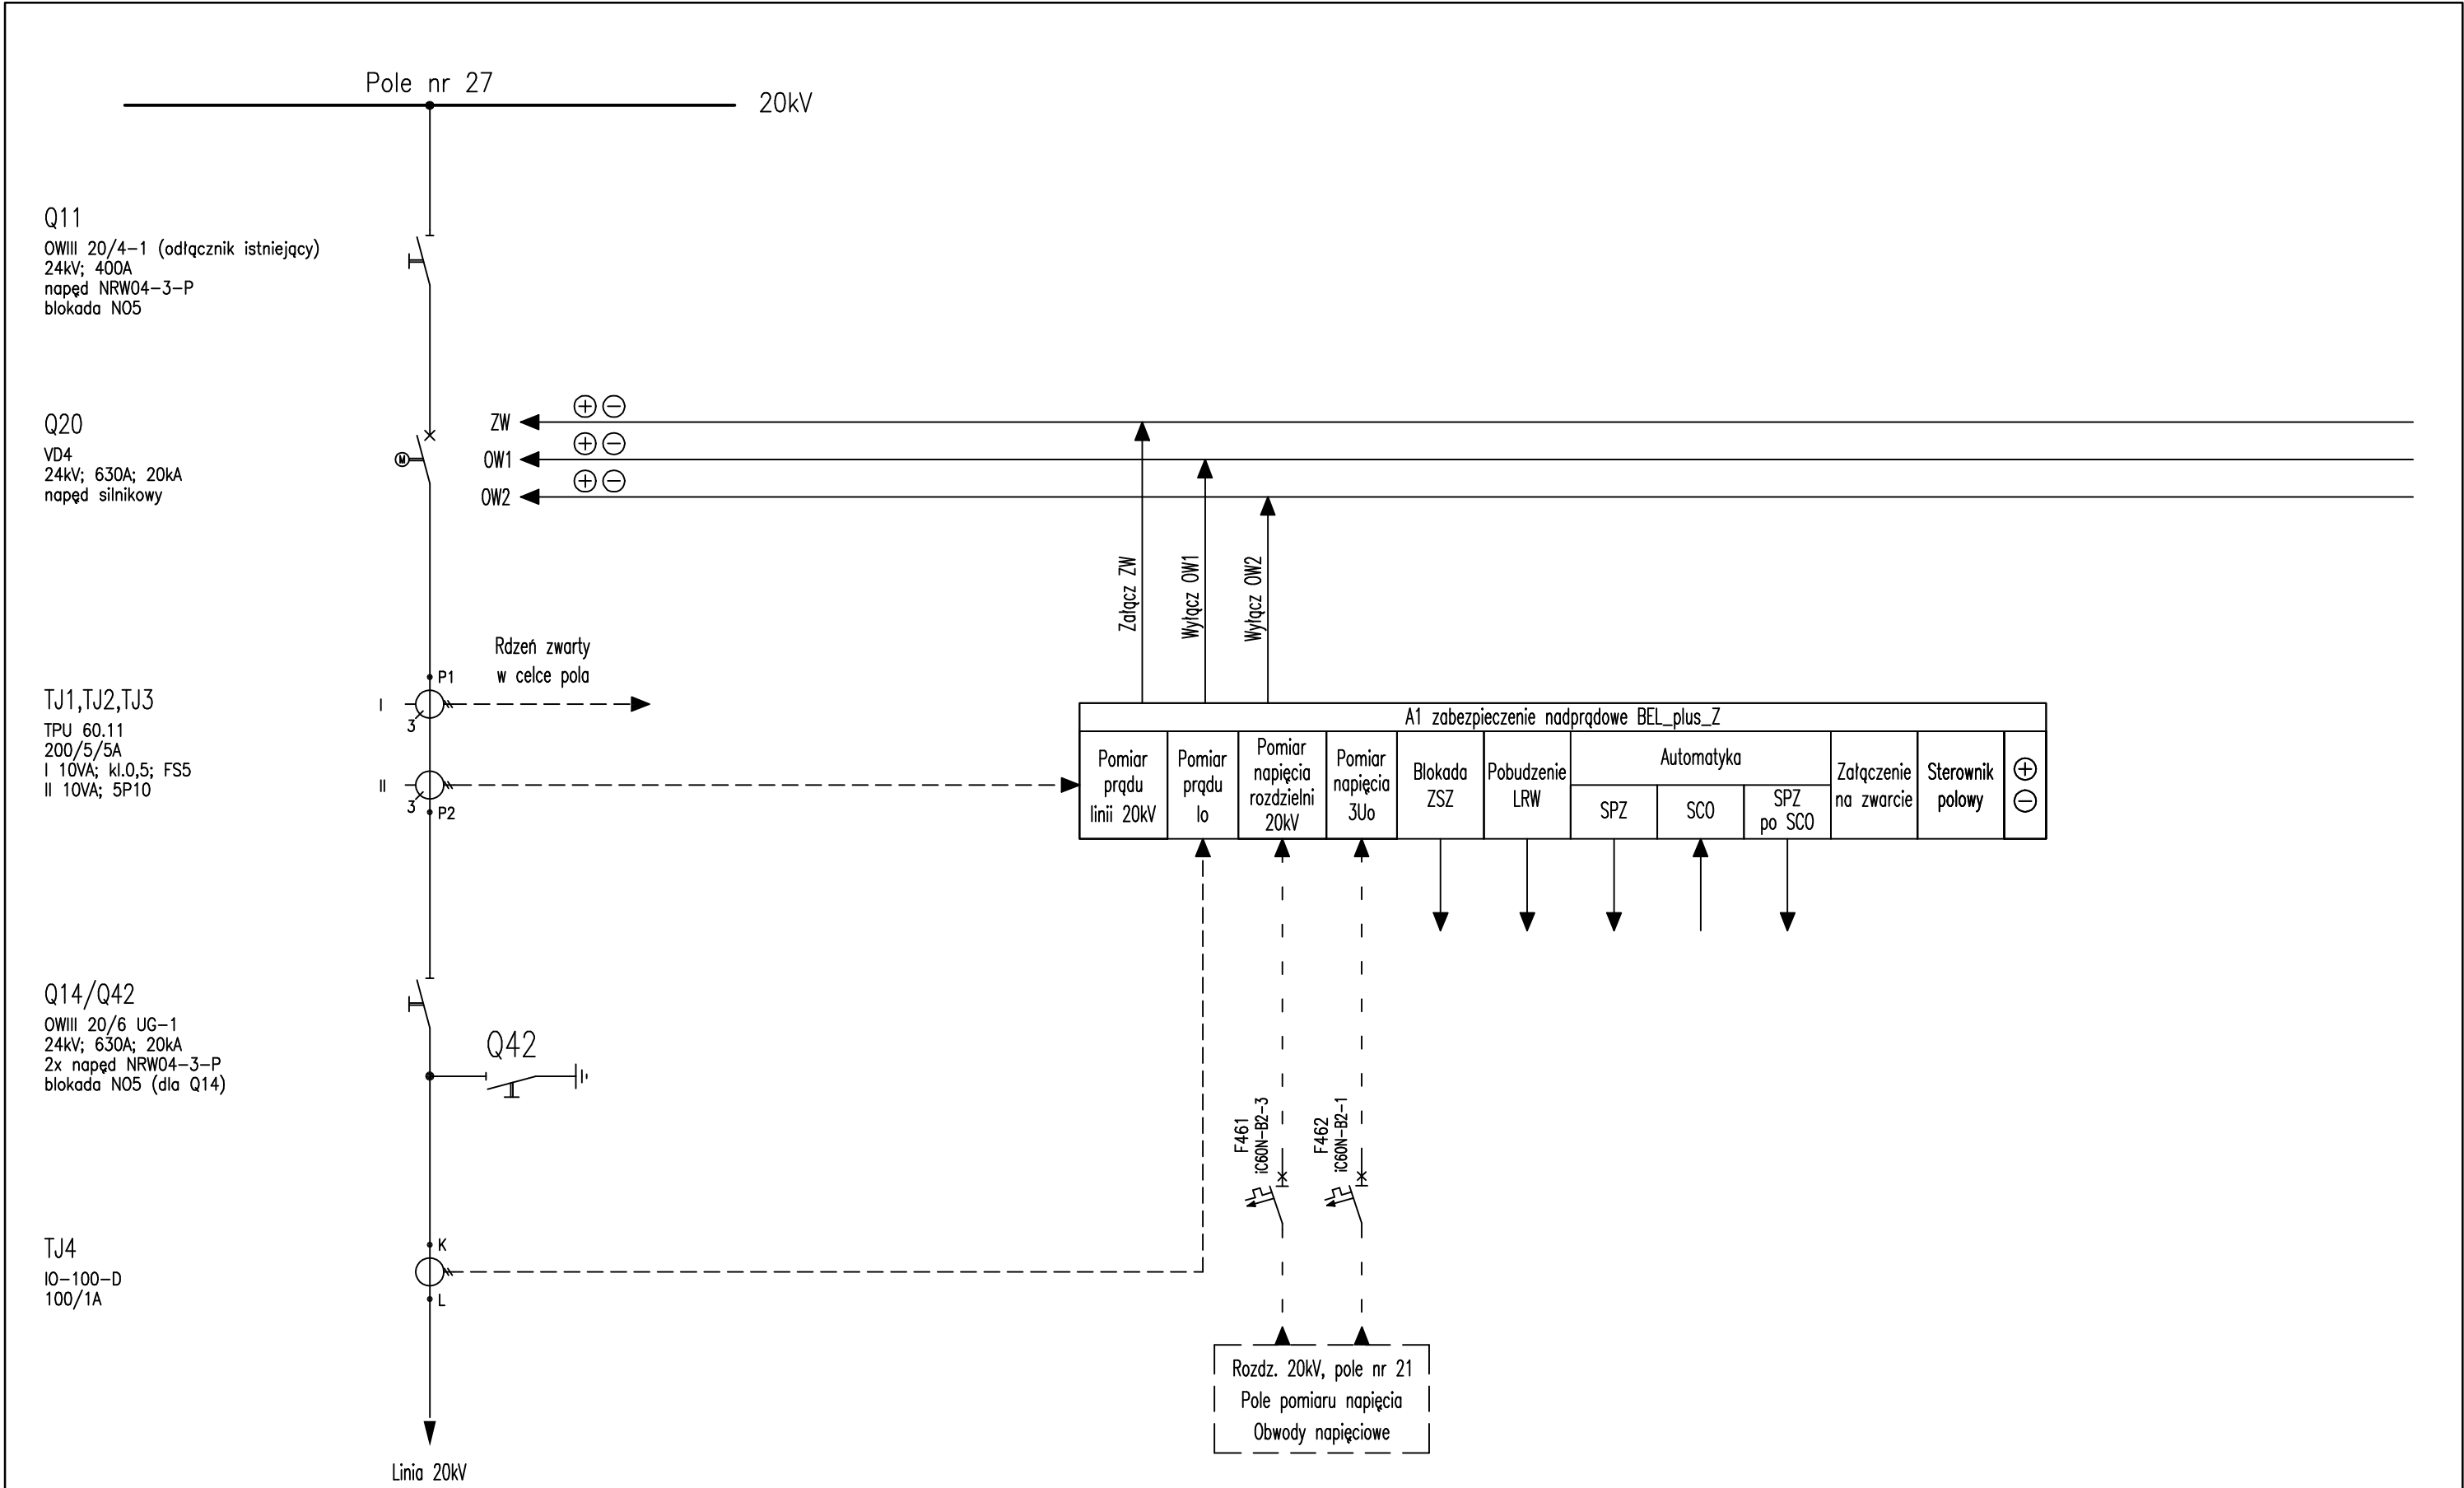 Pole nr 27
20kV
Q11
OWIII 20/4-1 (odłącznik istniejący)
24kV; 400A
napęd NRW04-3-P
blokada NO5
Q20
VD4
24kV; 630A; 20kA
napęd silnikowy
M
ZW
OW1
OW2
Załącz ZW
Wyłącz OW1
Wyłącz OW2
Rdzeń zwarty
w celce pola
TJ1,TJ2,TJ3
TPU 60.11
200/5/5A
I 10VA; kl.0,5; FS5
II 10VA; 5P10
P1
I
3
II
3
P2
A1 zabezpieczenie nadprądowe BEL_plus_Z
Pomiar
prądu
linii 20kV
Pomiar
prądu
Io
Pomiar
napięcia
rozdzielni
20kV
Pomiar
napięcia
3Uo
Blokada
ZSZ
Pobudzenie
LRW
Automatyka
SPZ
SCO
SPZ
po SCO
Załączenie
na zwarcie
Sterownik
polowy
Q14/Q42
OWIII 20/6 UG-1
24kV; 630A; 20kA
2x napęd NRW04-3-P
blokada NO5 (dla Q14)
Q42
F461
iC60N-B2-3
F462
iC60N-B2-1
TJ4
IO-100-D
100/1A
K
L
Rozdz. 20kV, pole nr 21
Pole pomiaru napięcia
Obwody napięciowe
Linia 20kV